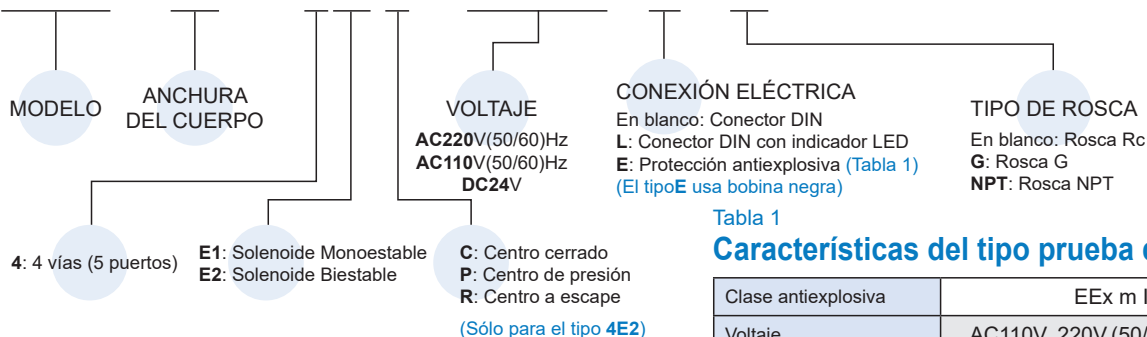 MODELO
ANCHURA
DEL CUERPO
VOLTAJE
AC220V(50/60)Hz
AC110V(50/60)Hz
DC24V
CONEXIÓN ELÉCTRICA
En blanco: Conector DIN
L: Conector DIN con indicador LED
E: Protección antiexplosiva (Tabla 1)
(El tipoE usa bobina negra)
TIPO DE ROSCA
En blanco: Rosca Rc
G: Rosca G
NPT: Rosca NPT
4: 4 vías (5 puertos)
E1: Solenoide Monoestable
E2: Solenoide Biestable
C: Centro cerrado
P: Centro de presión
R: Centro a escape
(Sólo para el tipo 4E2)
Tabla 1
Características del tipo prueba
Clase antiexplosiva EEx m
Voltaje AC110V, 220V (50/